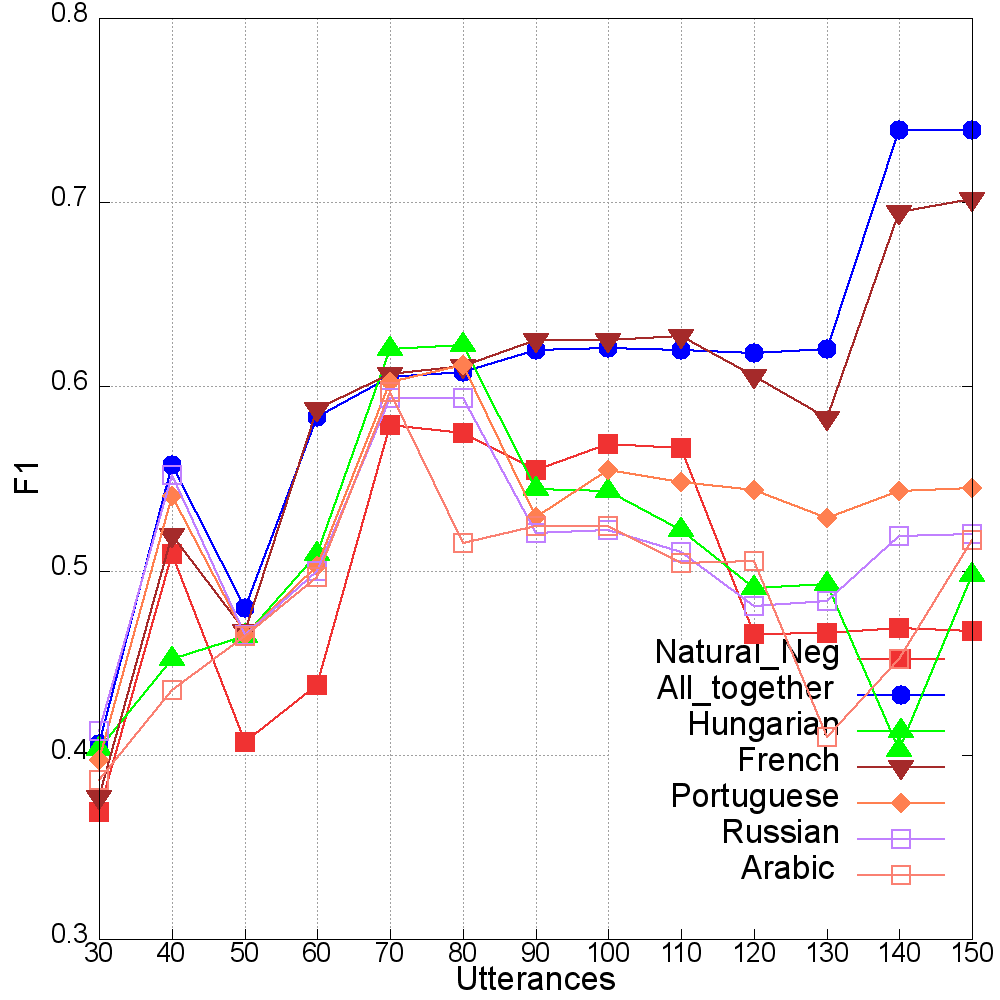 0.8
0.7
0.6
0.5
0.4
0.3
F1
Natural_Neg
All_together
Hungarian
French
Portuguese
Russian
Arabic
30 40 50 60 70 80 90 100 110 120 130 140 150
Utterances